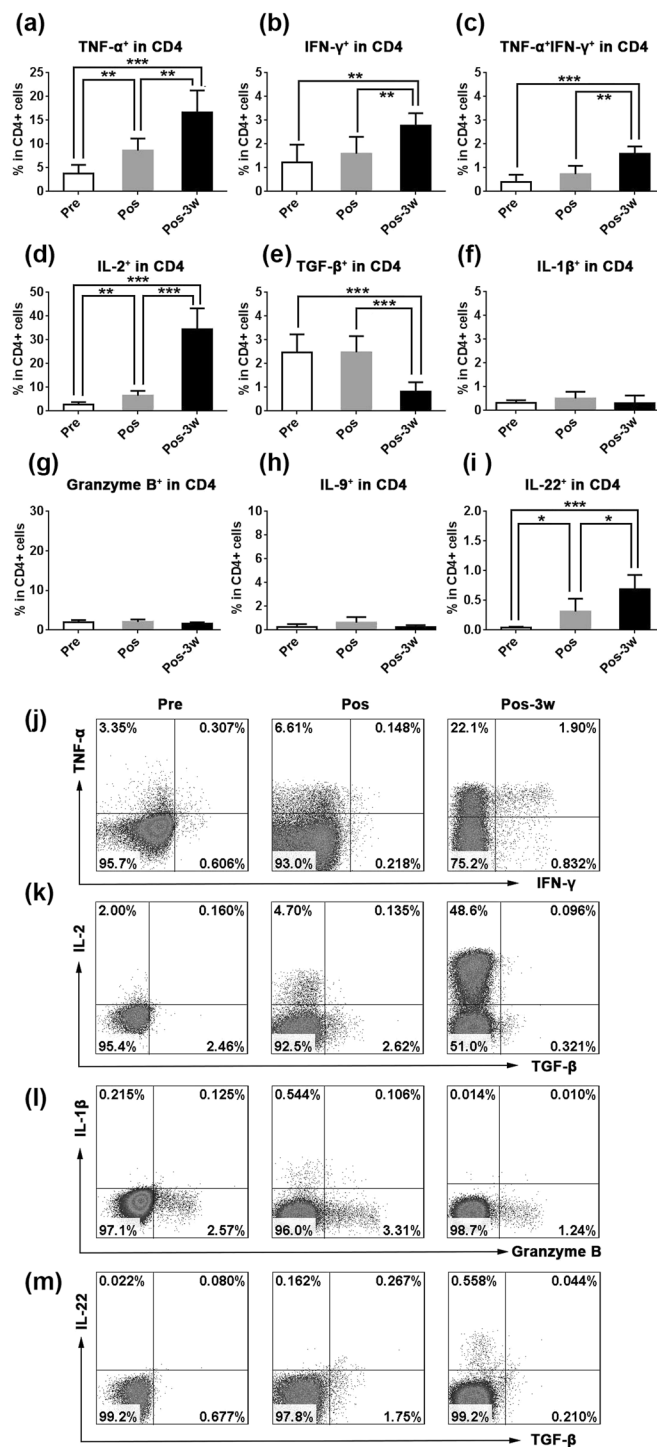 (a)
TNF-α⁺ in CD4
% in CD4+ cells
25
20
15
10
5
0
***
** **
Pre Pos Pos-3w
(b)
IFN-γ⁺ in CD4
% in CD4+ cells
5
4
3
2
1
0
**
**
Pre Pos Pos-3w
(c)
TNF-α⁺IFN-γ⁺ in CD4
% in CD4+ cells
5
4
3
2
1
0
***
**
Pre Pos Pos-3w
(d)
IL-2⁺ in CD4
% in CD4+ cells
50
40
30
20
10
0
***
** ***
Pre Pos Pos-3w
(e)
TGF-β⁺ in CD4
% in CD4+ cells
5
4
3
2
1
0
***
***
Pre Pos Pos-3w
(f)
IL-1β⁺ in CD4
% in CD4+ cells
5
4
3
2
1
0
Pre Pos Pos-3w
(g)
Granzyme B⁺ in CD4
% in CD4+ cells
30
20
10
0
Pre Pos Pos-3w
(h)
IL-9⁺ in CD4
% in CD4+ cells
10
8
6
4
2
0
Pre Pos Pos-3w
(i)
IL-22⁺ in CD4
% in CD4+ cells
2.0
1.5
1.0
0.5
0.0
***
* *
Pre Pos Pos-3w
Pre Pos Pos-3w
(j)
TNF-α
3.35% 0.307% 6.61% 0.148% 22.1% 1.90%
95.7% 0.606% 93.0% 0.218% 75.2% 0.832%
IFN-γ
(k)
IL-2
2.00% 0.160% 4.70% 0.135% 48.6% 0.096%
95.4% 2.46% 92.5% 2.62% 51.0% 0.321%
TGF-β
(l)
IL-1β
0.215% 0.125% 0.544% 0.106% 0.014% 0.010%
97.1% 2.57% 96.0% 3.31% 98.7% 1.24%
Granzyme B
(m)
IL-22
0.022% 0.080% 0.162% 0.267% 0.558% 0.044%
99.2% 0.677% 97.8% 1.75% 99.2% 0.210%
TGF-β